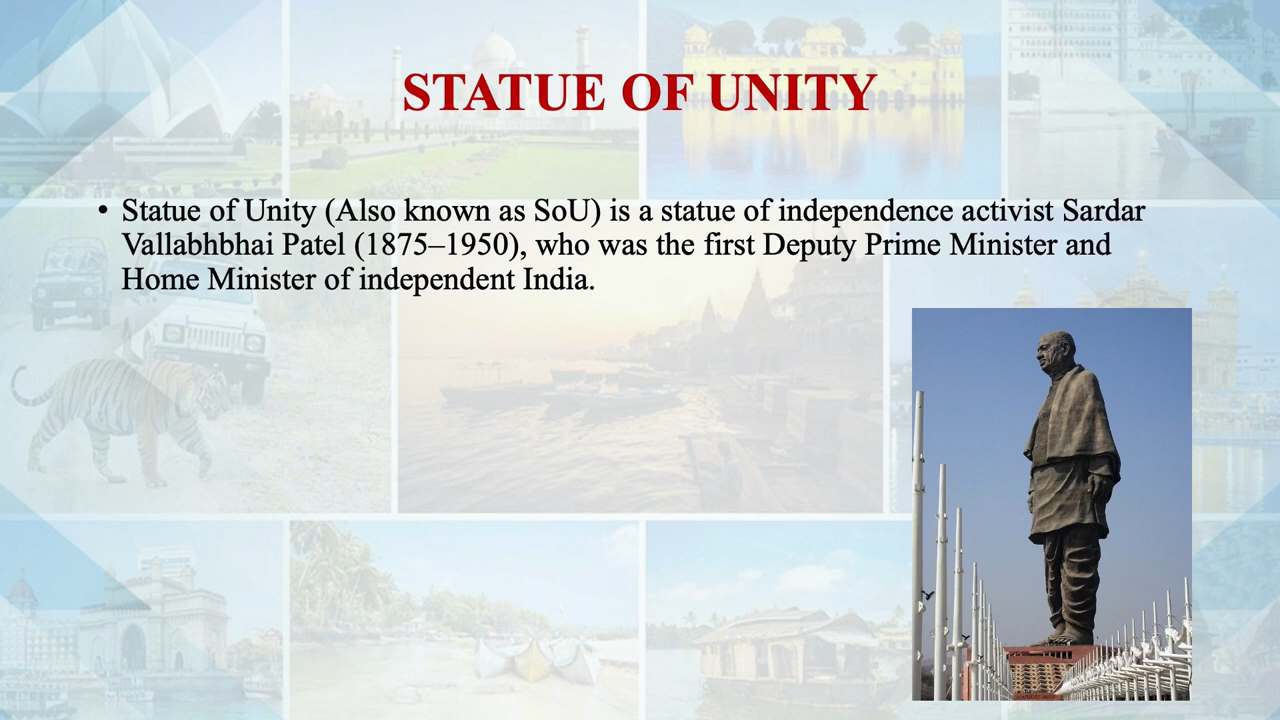 STATUE OF UNITY
• Statue of Unity (Also known as SoU) is a statue of independence activist Sardar
Vallabhbhai Patel (1875–1950), who was the first Deputy Prime Minister and
Home Minister of independent India.